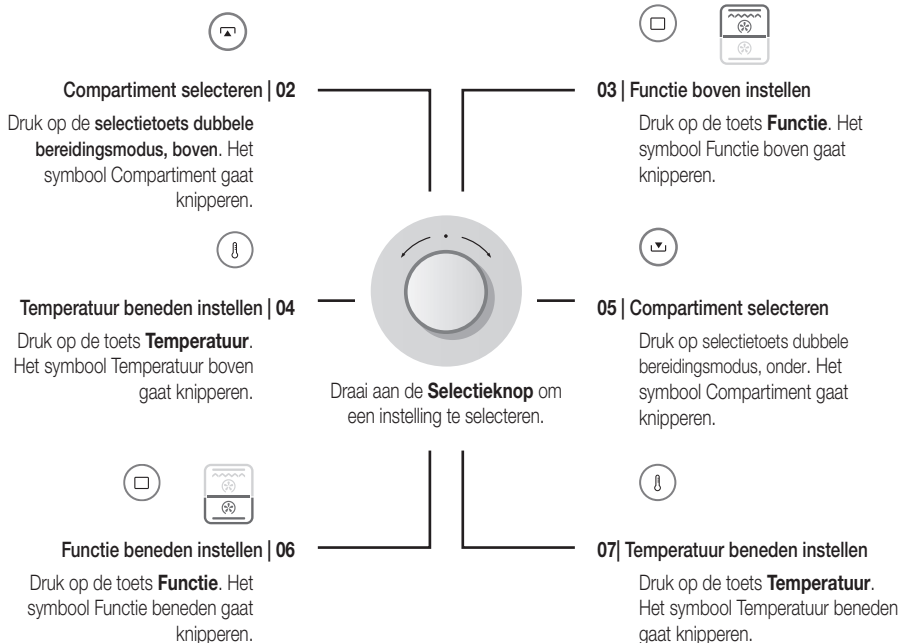 Compartiment selecteren | 02
Druk op de selectietoets dubbele
bereidingsmodus, boven. Het
symbool Compartiment gaat
knipperen.
03 | Functie boven instellen
Druk op de toets Functie. Het
symbool Functie boven gaat
knipperen.
Temperatuur beneden instellen | 04
Druk op de toets Temperatuur.
Het symbool Temperatuur boven
gaat knipperen.
Draai aan de Selectieknop om
een instelling te selecteren.
05 | Compartiment selecteren
Druk op selectietoets dubbele
bereidingsmodus, onder. Het
symbool Compartiment gaat
knipperen.
Functie beneden instellen | 06
Druk op de toets Functie. Het
symbool Functie beneden gaat
knipperen.
07| Temperatuur beneden instellen
Druk op de toets Temperatuur.
Het symbool Temperatuur beneden
gaat knipperen.